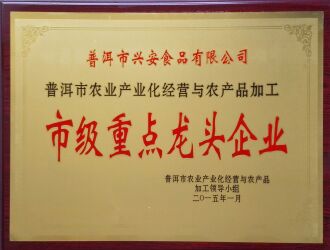 普洱市兴安食品有限公司
普洱市农业产业化经营与农产品加工
市级重点龙头企业
普洱市农业产业化经营与农产品
加工领导小组
二〇一五年一月